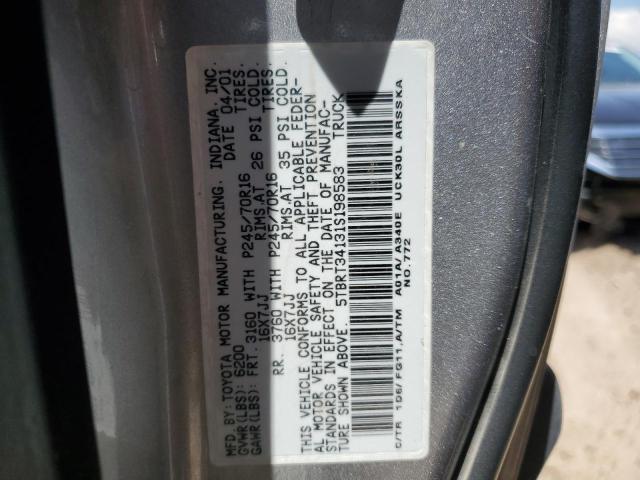 MFD. BY: TOYOTA MOTOR MANUFACTURING, INDIANA, INC.
GVWR(LBS): 6200 DATE 04/01
GAWR(LBS): FRT. 3160 WITH P245/70R16 TIRES.
16X7JJ RIMS.AT 26 PSI COLD.
RR. 3760 WITH P245/70R16 TIRES.
16X7JJ RIMS.AT 35 PSI COLD.
THIS VEHICLE CONFORMS TO ALL APPLICABLE FEDER-
AL MOTOR VEHICLE SAFETY AND THEFT PREVENTION
STANDARDS IN EFFECT ON THE DATE OF MANUFAC-
TURE SHOWN ABOVE. 5TBRT34131S198583 TRUCK
C/TR 1D6/FG11,A/TM A01A/A340E UCK30L ARSSKA
NO.772